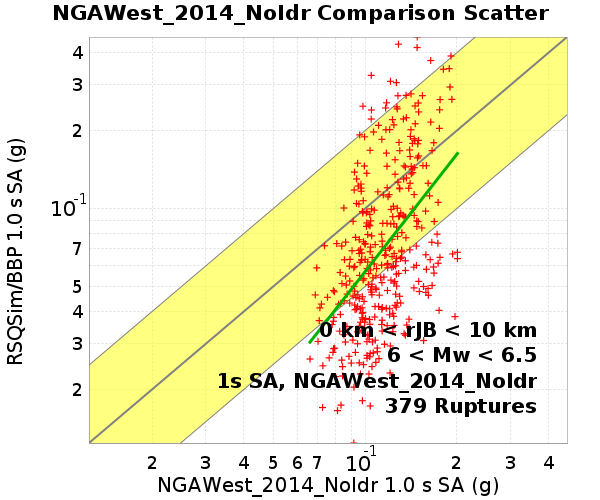 NGAWest_2014_NoIdr Comparison Scatter
RSQSim/BBP 1.0 s SA (g)
4
3
2
10^-1
7
5
4
3
2
0 km < rJB < 10 km
6 < Mw < 6.5
1s SA, NGAWest_2014_NoIdr
379 Ruptures
2 3 4 5 6 7 10^-1 2 3 4
NGAWest_2014_NoIdr 1.0 s SA (g)